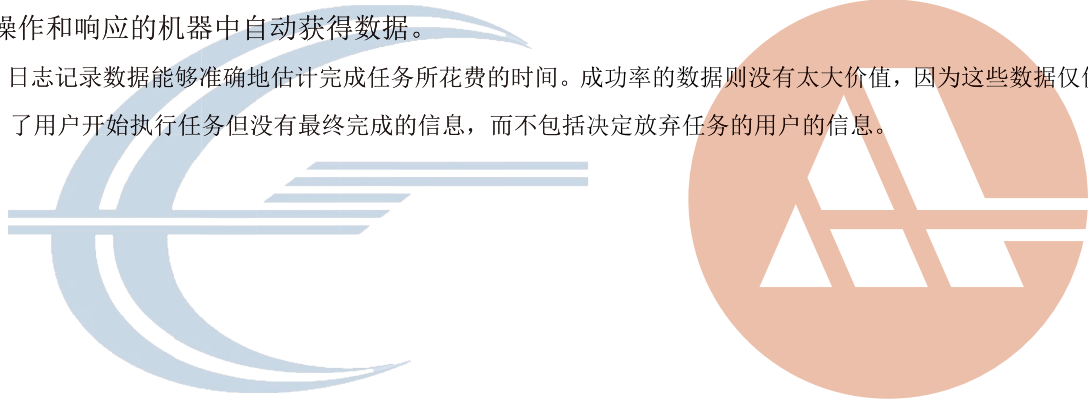 操作和响应的机器中自动获得数据。
日志记录数据能够准确地估计完成任务所花费的时间。成功率的数据则没有太大价值，因为这些数据仅
了用户开始执行任务但没有最终完成的信息，而不包括决定放弃任务的用户的信息。